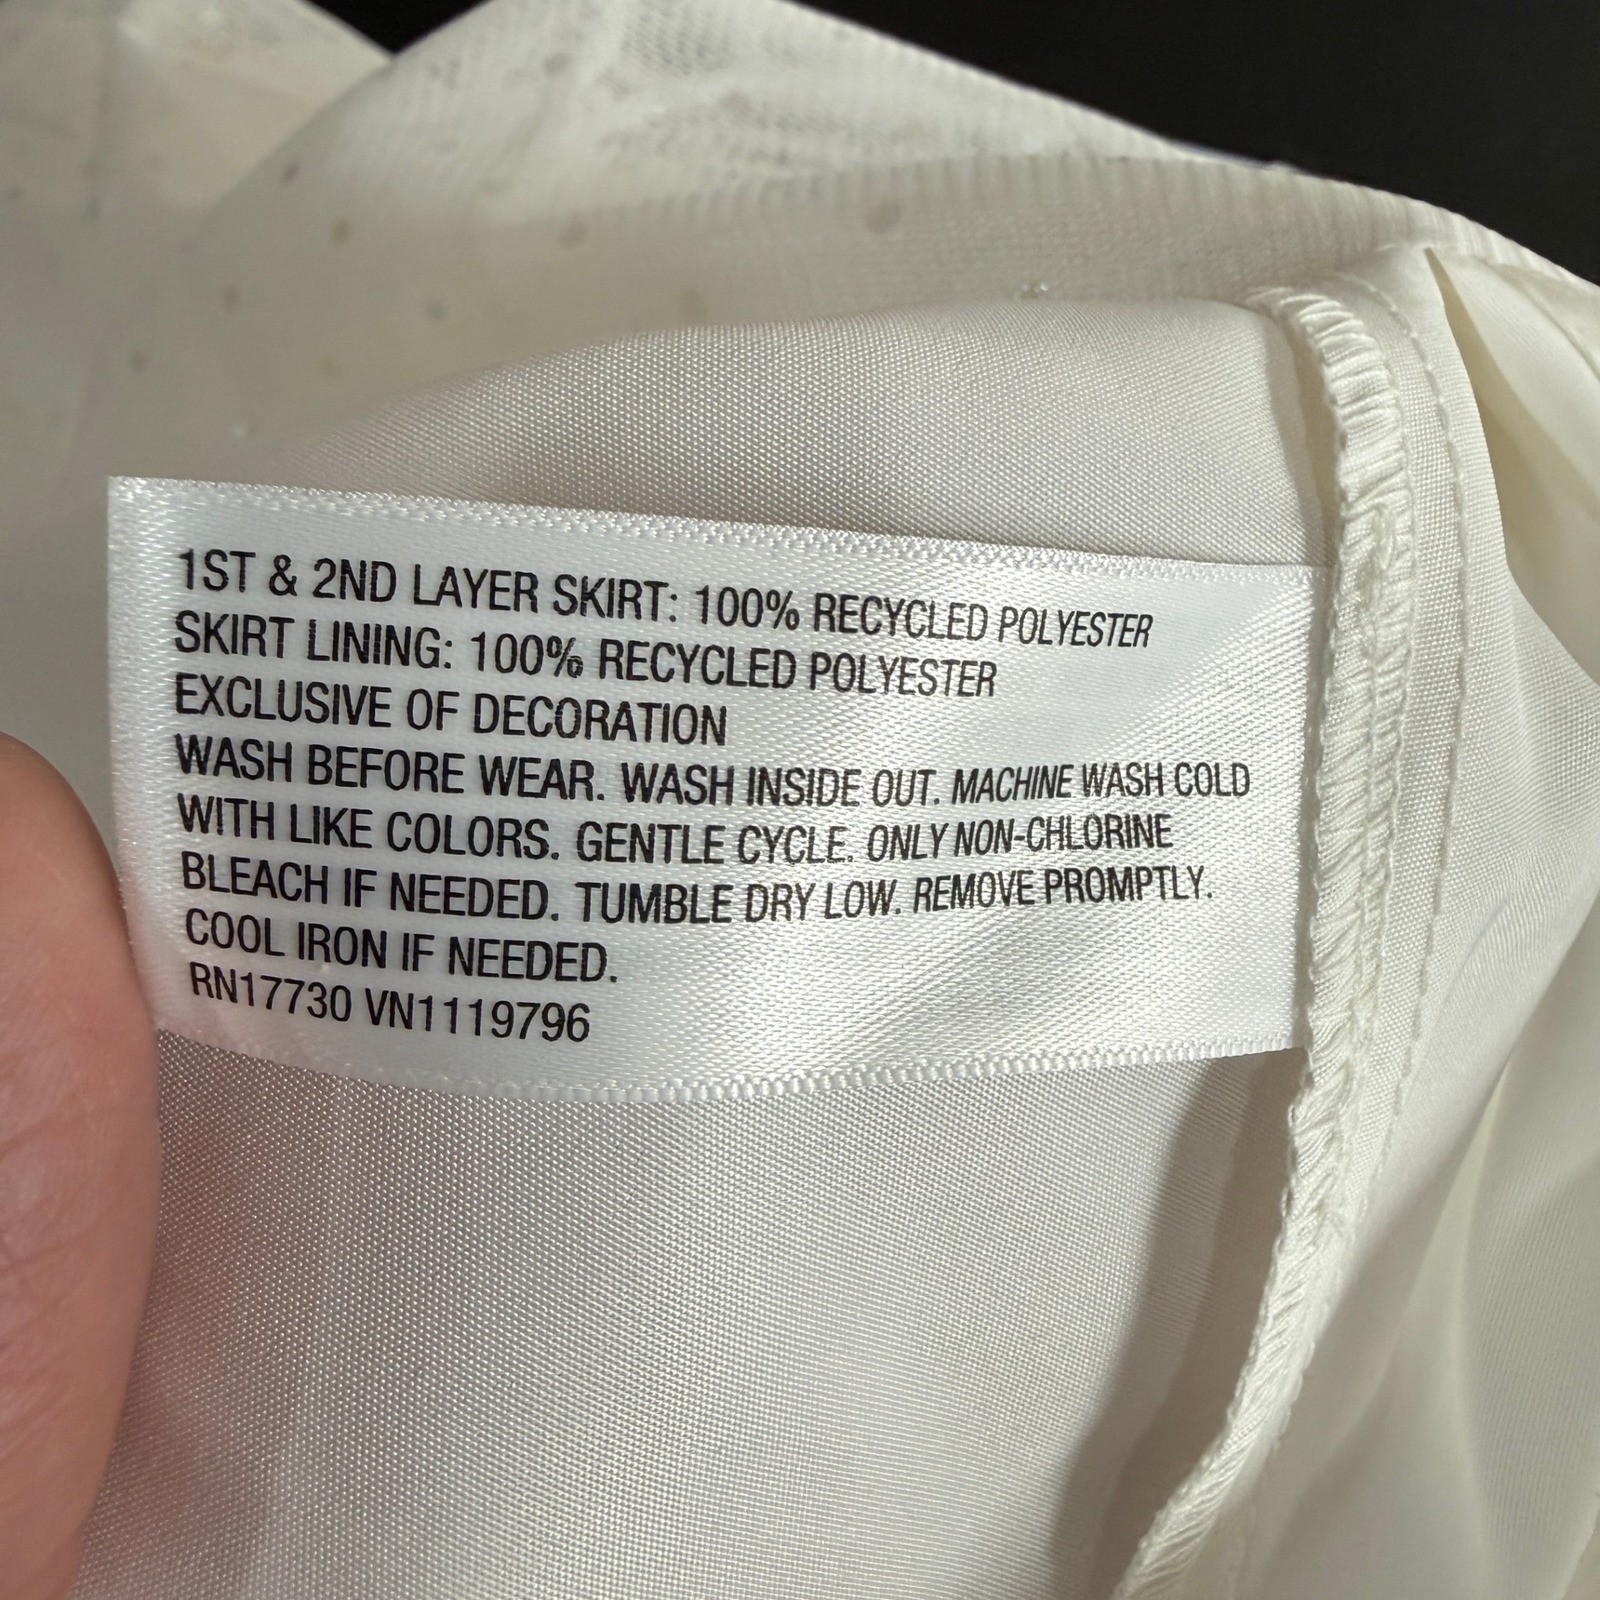 1ST & 2ND LAYER SKIRT: 100% RECYCLED POLYESTER
SKIRT LINING: 100% RECYCLED POLYESTER
EXCLUSIVE OF DECORATION
WASH BEFORE WEAR. WASH INSIDE OUT. MACHINE WASH COLD
WITH LIKE COLORS. GENTLE CYCLE. ONLY NON-CHLORINE
BLEACH IF NEEDED. TUMBLE DRY LOW. REMOVE PROMPTLY.
COOL IRON IF NEEDED.
RN17730 VN1119796